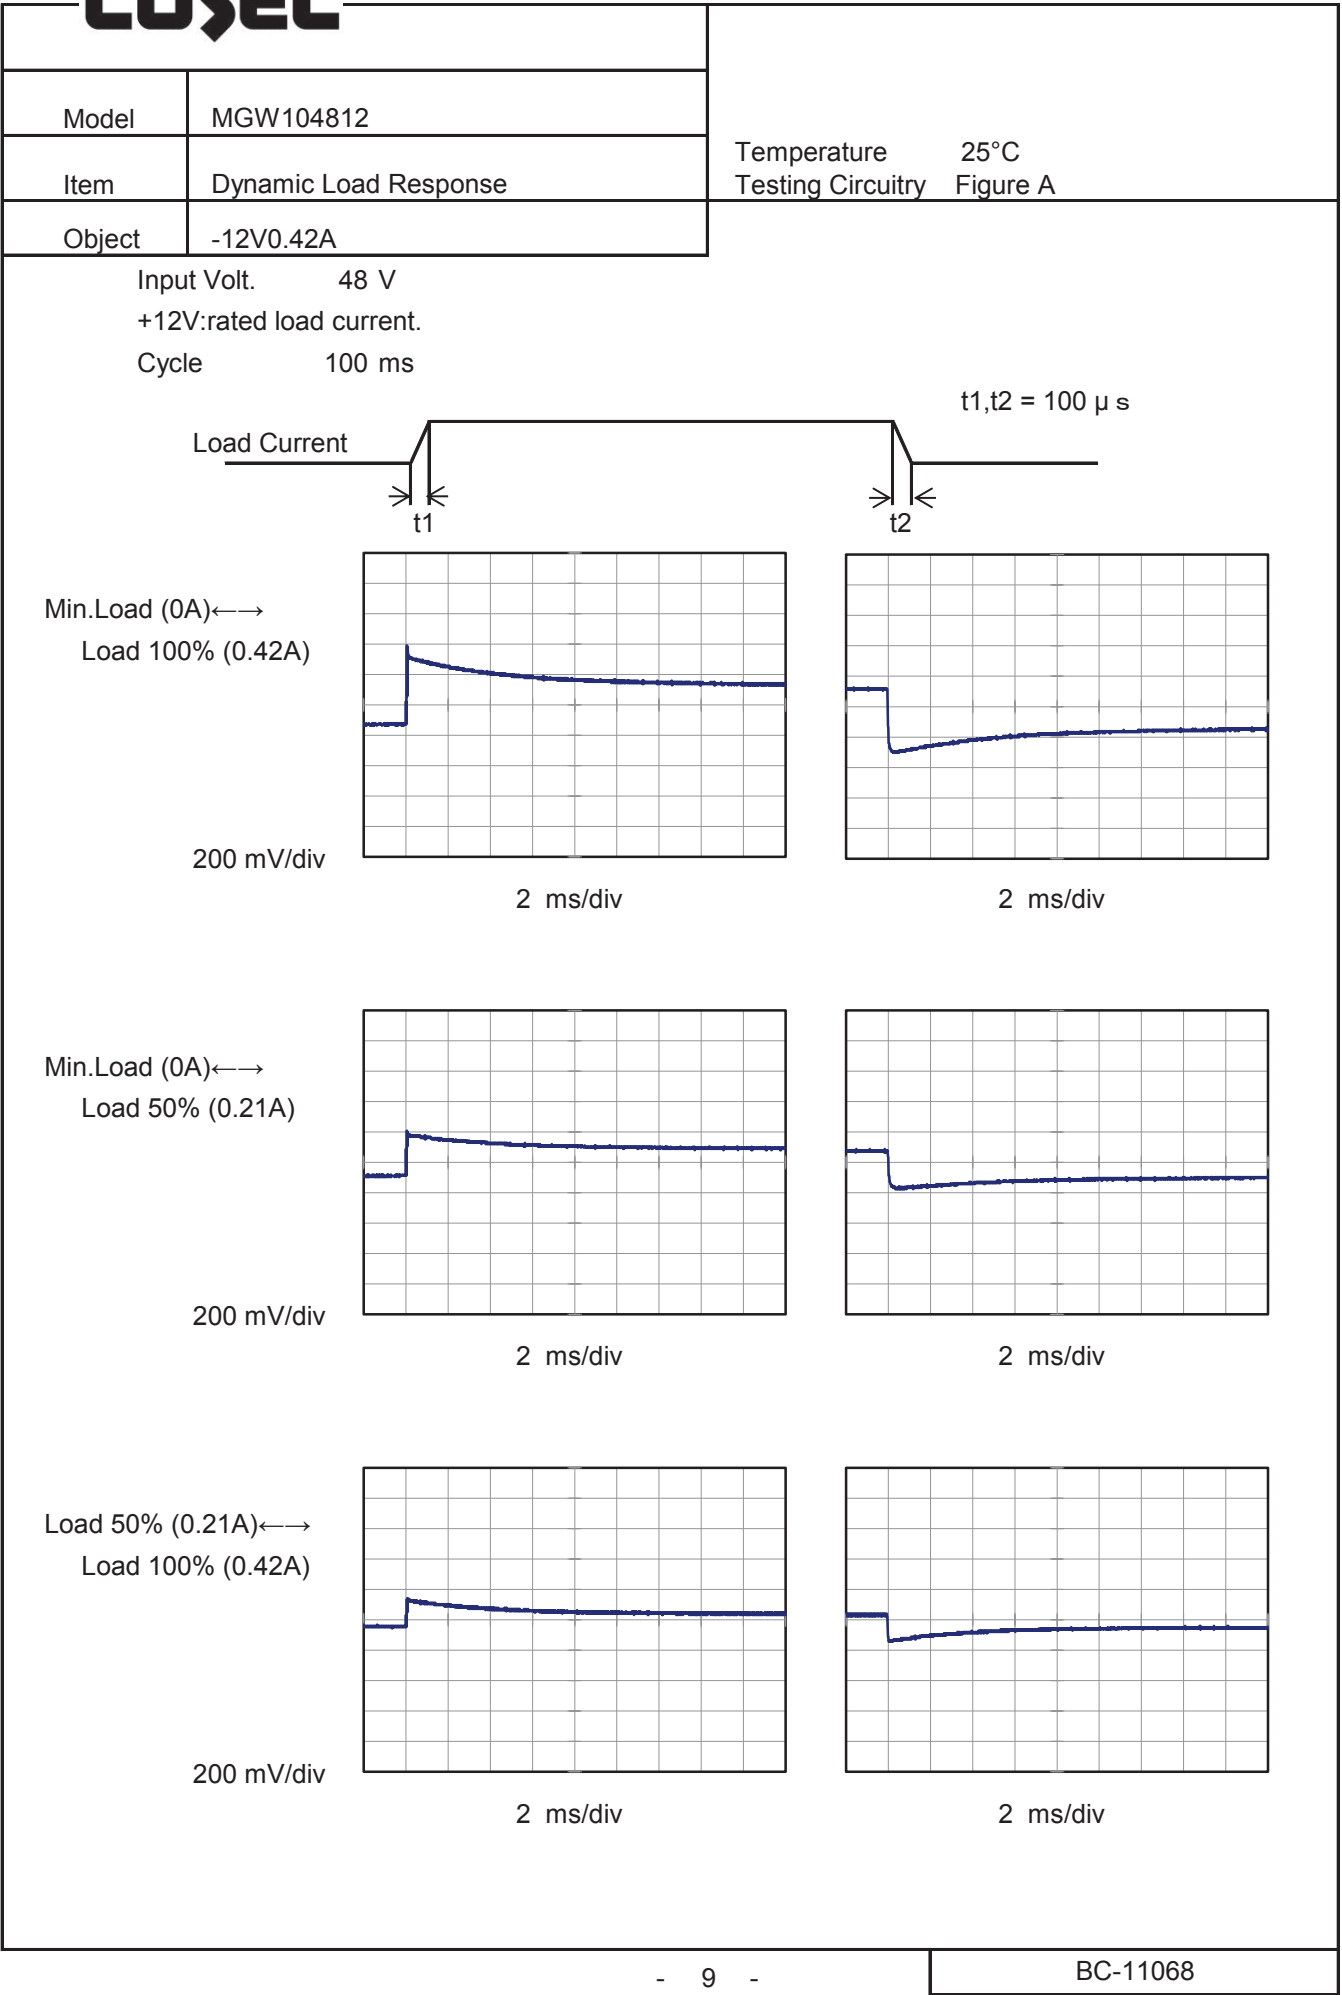 COSEL
Model MGW104812
Item Dynamic Load Response
Object -12V0.42A
Temperature 25°C
Testing Circuitry Figure A
Input Volt. 48 V
+12V:rated load current.
Cycle 100 ms
t1,t2 = 100 μ s
Load Current
t1 t2
Min.Load (0A)←→
Load 100% (0.42A)
200 mV/div
2 ms/div 2 ms/div
Min.Load (0A)←→
Load 50% (0.21A)
200 mV/div
2 ms/div 2 ms/div
Load 50% (0.21A)←→
Load 100% (0.42A)
200 mV/div
2 ms/div 2 ms/div
- 9 -
BC-11068